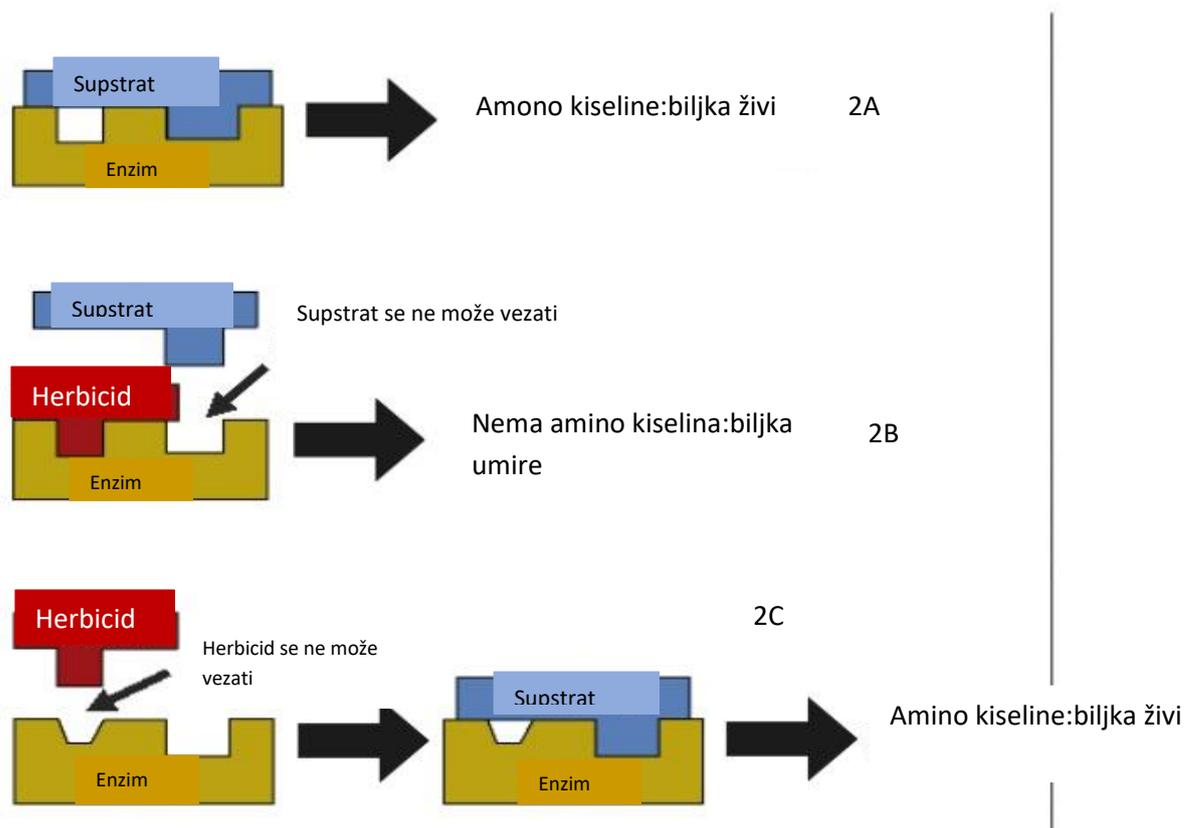 Supstrat
Amono kiseline:biljka živi 2A
Enzim
Supstrat
Supstrat se ne može vezati
Herbicid
Nema amino kiselina:biljka
umire
2B
Enzim
Herbicid
2C
Herbicid se ne može
vezati
Supstrat
Amino kiseline:biljka živi
Enzim
Enzim